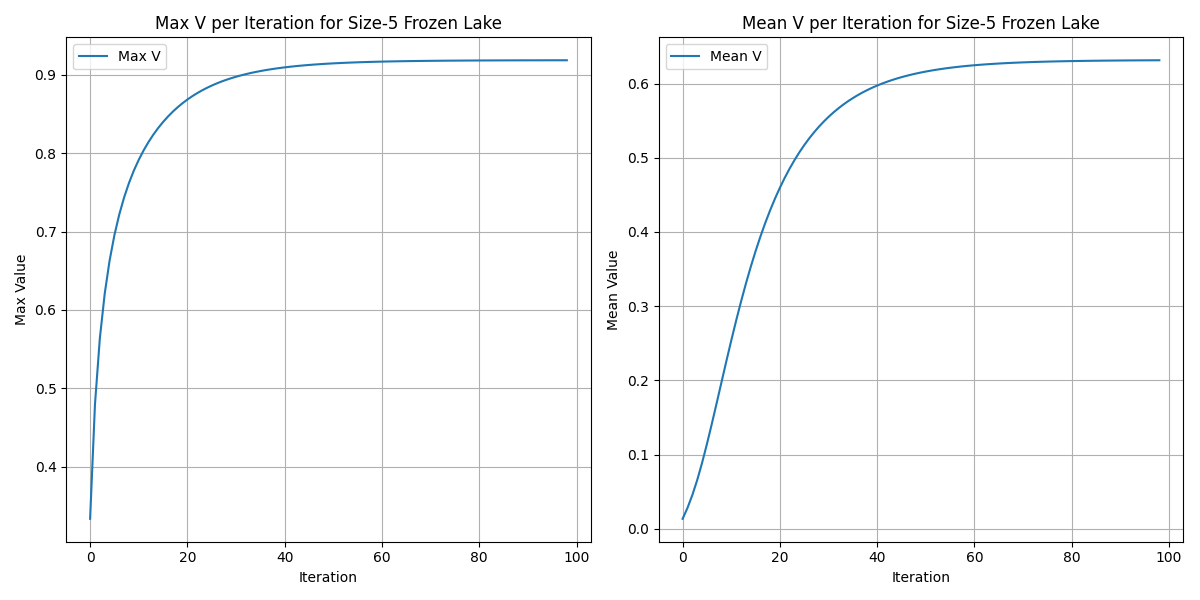 Max V per Iteration for Size-5 Frozen Lake
Max V
0.9
0.8
0.7
0.6
0.5
0.4
Max Value
0 20 40 60 80 100
Iteration
Mean V per Iteration for Size-5 Frozen Lake
Mean V
0.6
0.5
0.4
0.3
0.2
0.1
0.0
Mean Value
0 20 40 60 80 100
Iteration